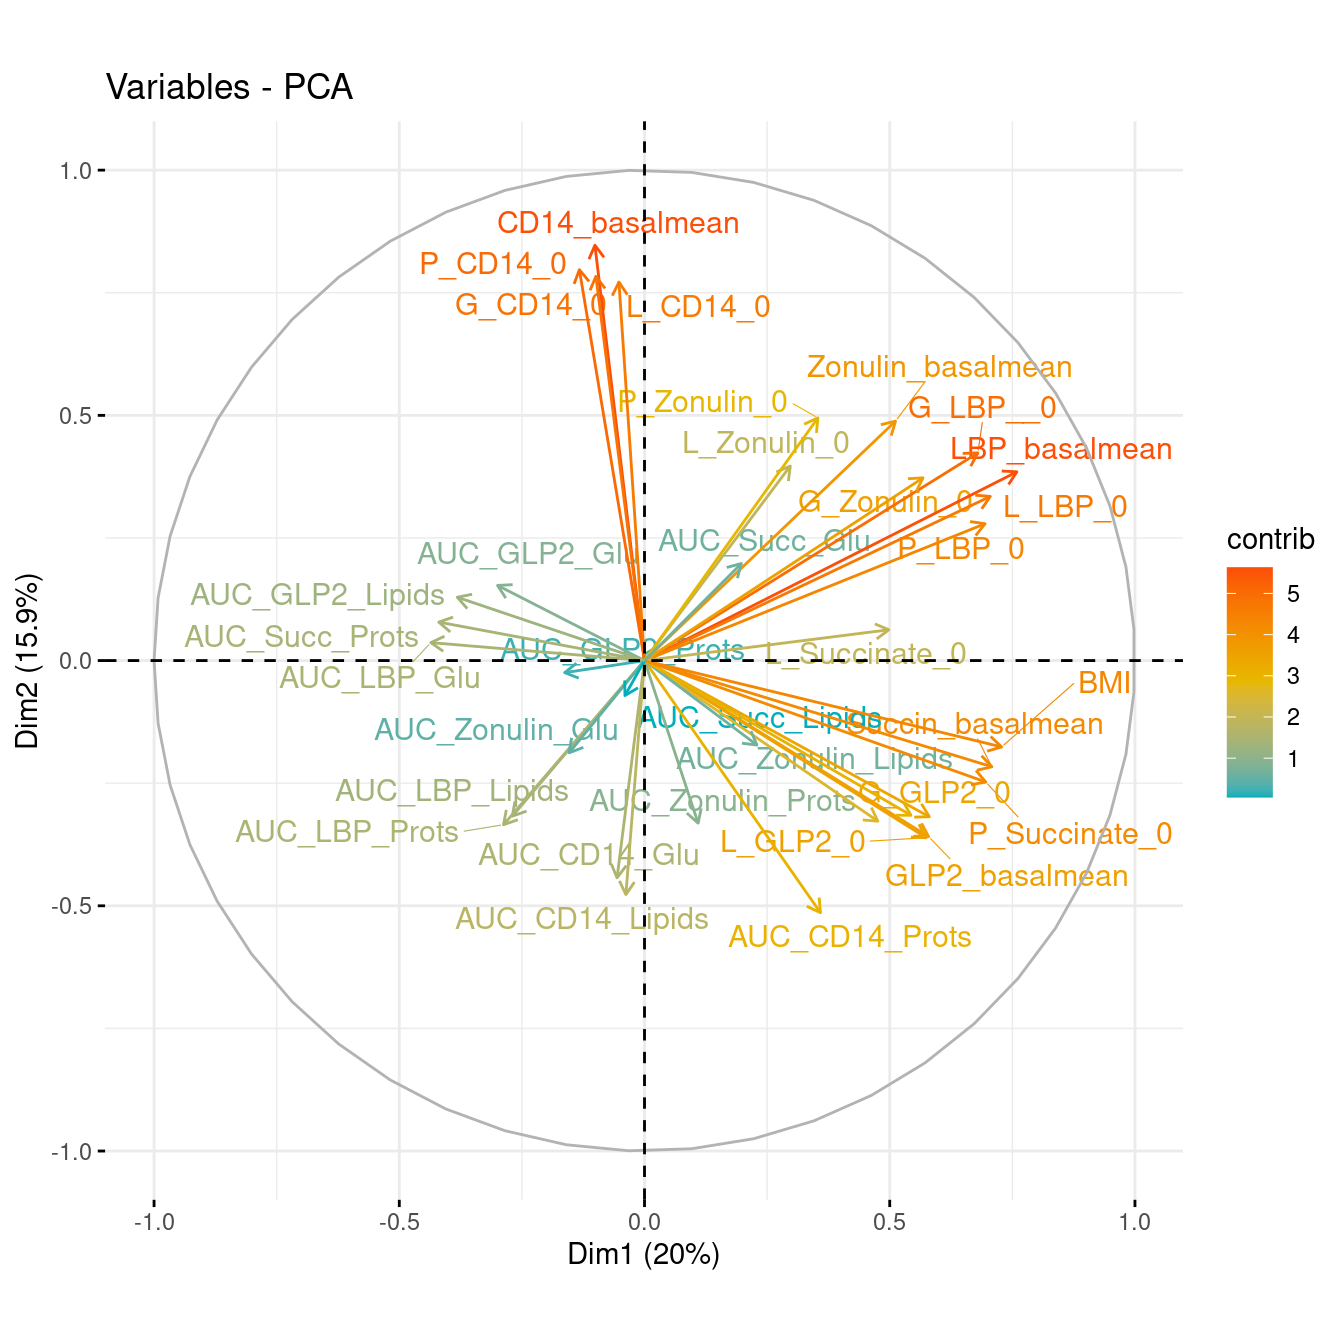 Variables - PCA
1.0
CD14_basalmean
P_CD14_0
G_CD14_0
L_CD14_0
Zonulin_basalmean
P_Zonulin_0
G_LBP__0
0.5
L_Zonulin_0
LBP_basalmean
G_Zonulin_0
L_LBP_0
AUC_Succ_Glu
P_LBP_0
contrib
AUC_GLP2_Glu
AUC_GLP2_Lipids
5
AUC_Succ_Prots
4
AUC_GLP2_Prots
L_Succinate_0
0.0
Dim2 (15.9%)
AUC_LBP_Glu
BMI
3
AUC_Succ_Lipids
Succin_basalmean
2
AUC_Zonulin_Glu
AUC_Zonulin_Lipids
1
AUC_LBP_Lipids
AUC_Zonulin_Prots
G_GLP2_0
AUC_LBP_Prots
L_GLP2_0
P_Succinate_0
AUC_CD14_Glu
GLP2_basalmean
-0.5
AUC_CD14_Lipids
AUC_CD14_Prots
-1.0
-1.0 -0.5 0.0 0.5 1.0
Dim1 (20%)